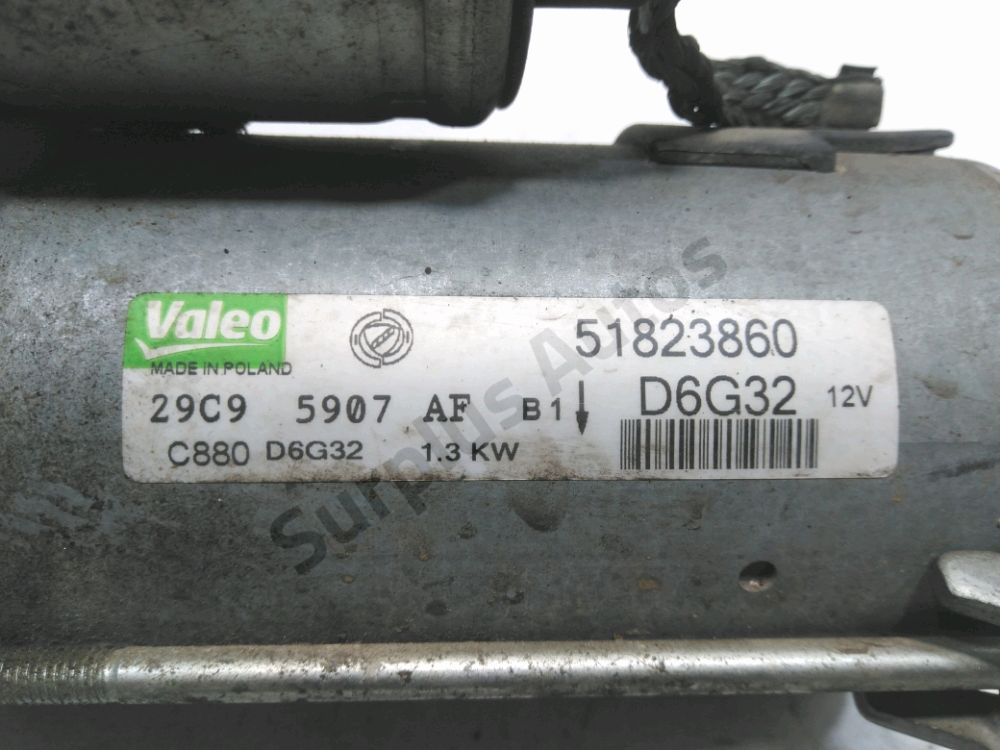 Valeo
MADE IN POLAND
51823860
29C9 5907 AF B1 D6G32 12V
C880 D6G32 1.3 KW
Surplus Autos